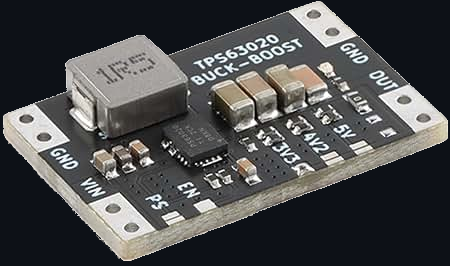 TPS63020
BUCK-BOOST
1R5
GND
OUT
5V
4V2
3V3
GND
VIN
PS
EN